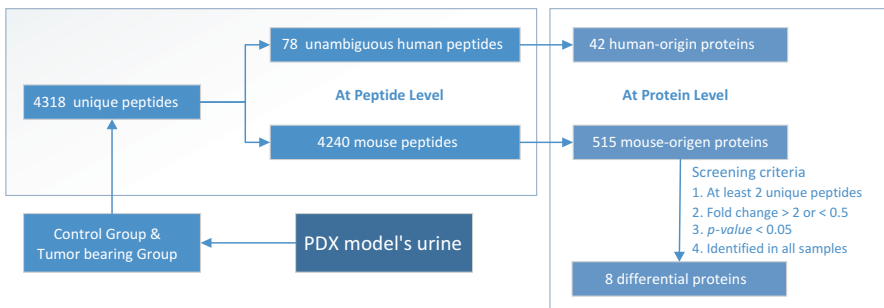 78 unambiguous human peptides
42 human-origin proteins
4318 unique peptides
At Peptide Level
At Protein Level
4240 mouse peptides
515 mouse-origen proteins
Screening criteria
1. At least 2 unique peptides
2. Fold change > 2 or < 0.5
3. p-value < 0.05
4. Identified in all samples
Control Group &
Tumor bearing Group
PDX model's urine
8 differential proteins